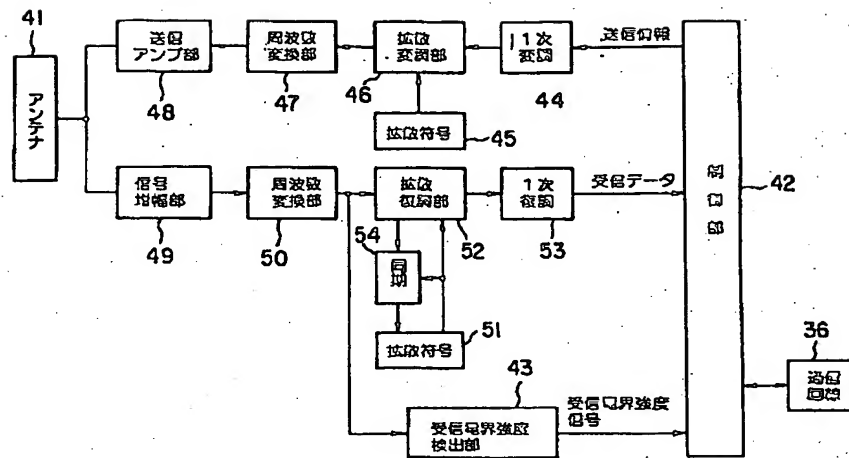 41
アンテナ
送信
アンプ部
48
周波数
変換部
47
拡散
変調部
46
1次
変調
44
送信情報
拡散符号
45
制御部
42
信号
増幅部
49
周波数
変換部
50
拡散
復調部
52
1次
復調
53
受信データ
54
同期
拡散符号
51
43
受信電界強度
検出部
受信電界強度
信号
36
通信
回線